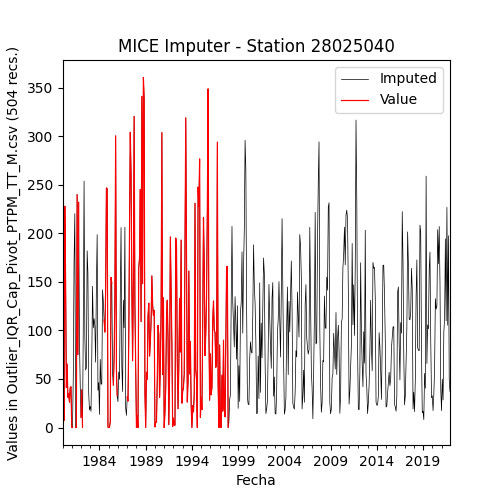 MICE Imputer - Station 28025040
Values in Outlier_IQR_Cap_Pivot_PTPM_TT_M.csv (504 recs.)
350
300
250
200
150
100
50
0
Imputed
Value
1984 1989 1994 1999 2004 2009 2014 2019
Fecha